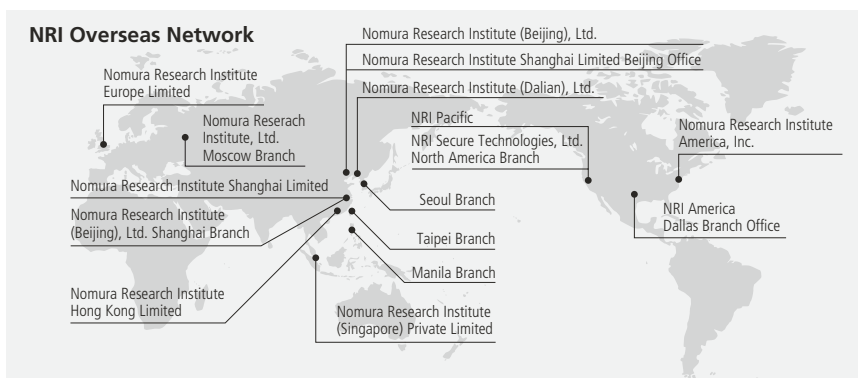 NRI Overseas Network
Nomura Research Institute (Beijing), Ltd.
Nomura Research Institute Shanghai Limited Beijing Office
Nomura Research Institute (Dalian), Ltd.
Nomura Research Institute
Europe Limited
Nomura Reserach
Institute, Ltd.
Moscow Branch
NRI Pacific
NRI Secure Technologies, Ltd.
North America Branch
Nomura Research Institute
America, Inc.
Nomura Research Institute Shanghai Limited
Seoul Branch
Nomura Research Institute
(Beijing), Ltd. Shanghai Branch
NRI America
Dallas Branch Office
Taipei Branch
Manila Branch
Nomura Research Institute
Hong Kong Limited
Nomura Research Institute
(Singapore) Private Limited